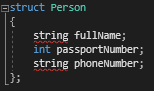 struct Person
{
string fullName;
int passportNumber;
string phoneNumber;
};